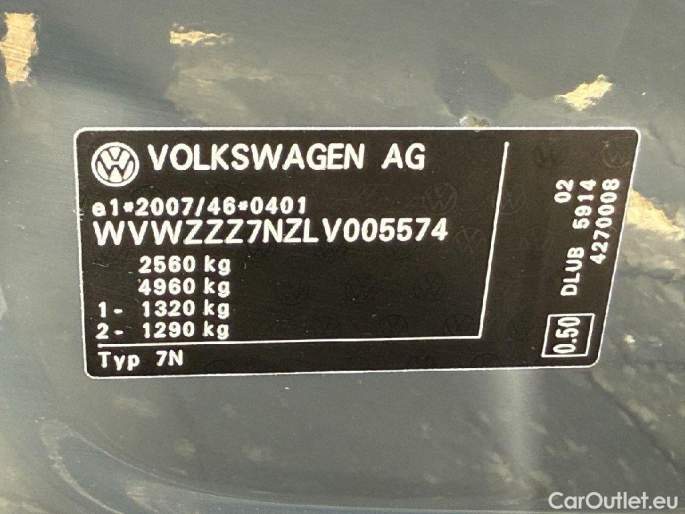 VOLKSWAGEN AG
e1*2007/46*0401
WVWZZZ7NZLV005574
2560 kg
4960 kg
1- 1320 kg
2- 1290 kg
Typ 7N
02
DLUB 5914
4270008
0.50
CarOutlet.eu